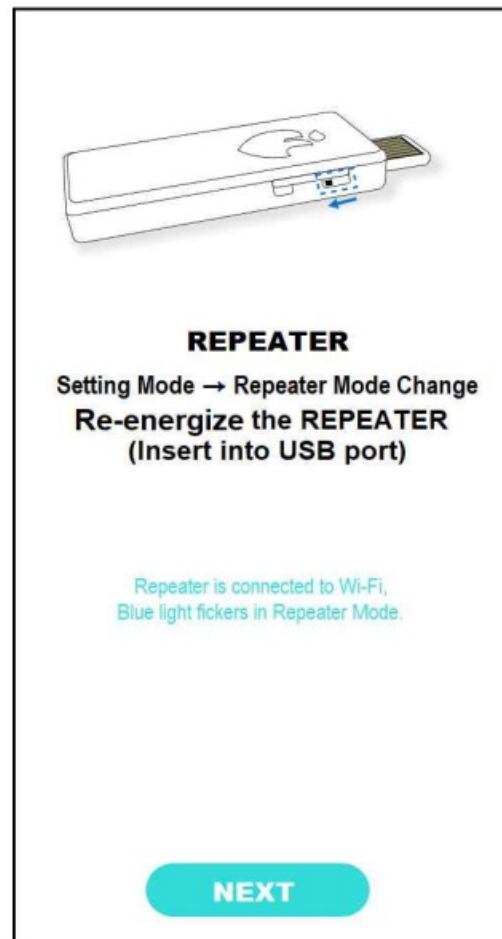 REPEATER
Setting Mode → Repeater Mode Change
Re-energize the REPEATER
(Insert into USB port)
Repeater is connected to Wi-Fi,
Blue light fickers in Repeater Mode.
NEXT